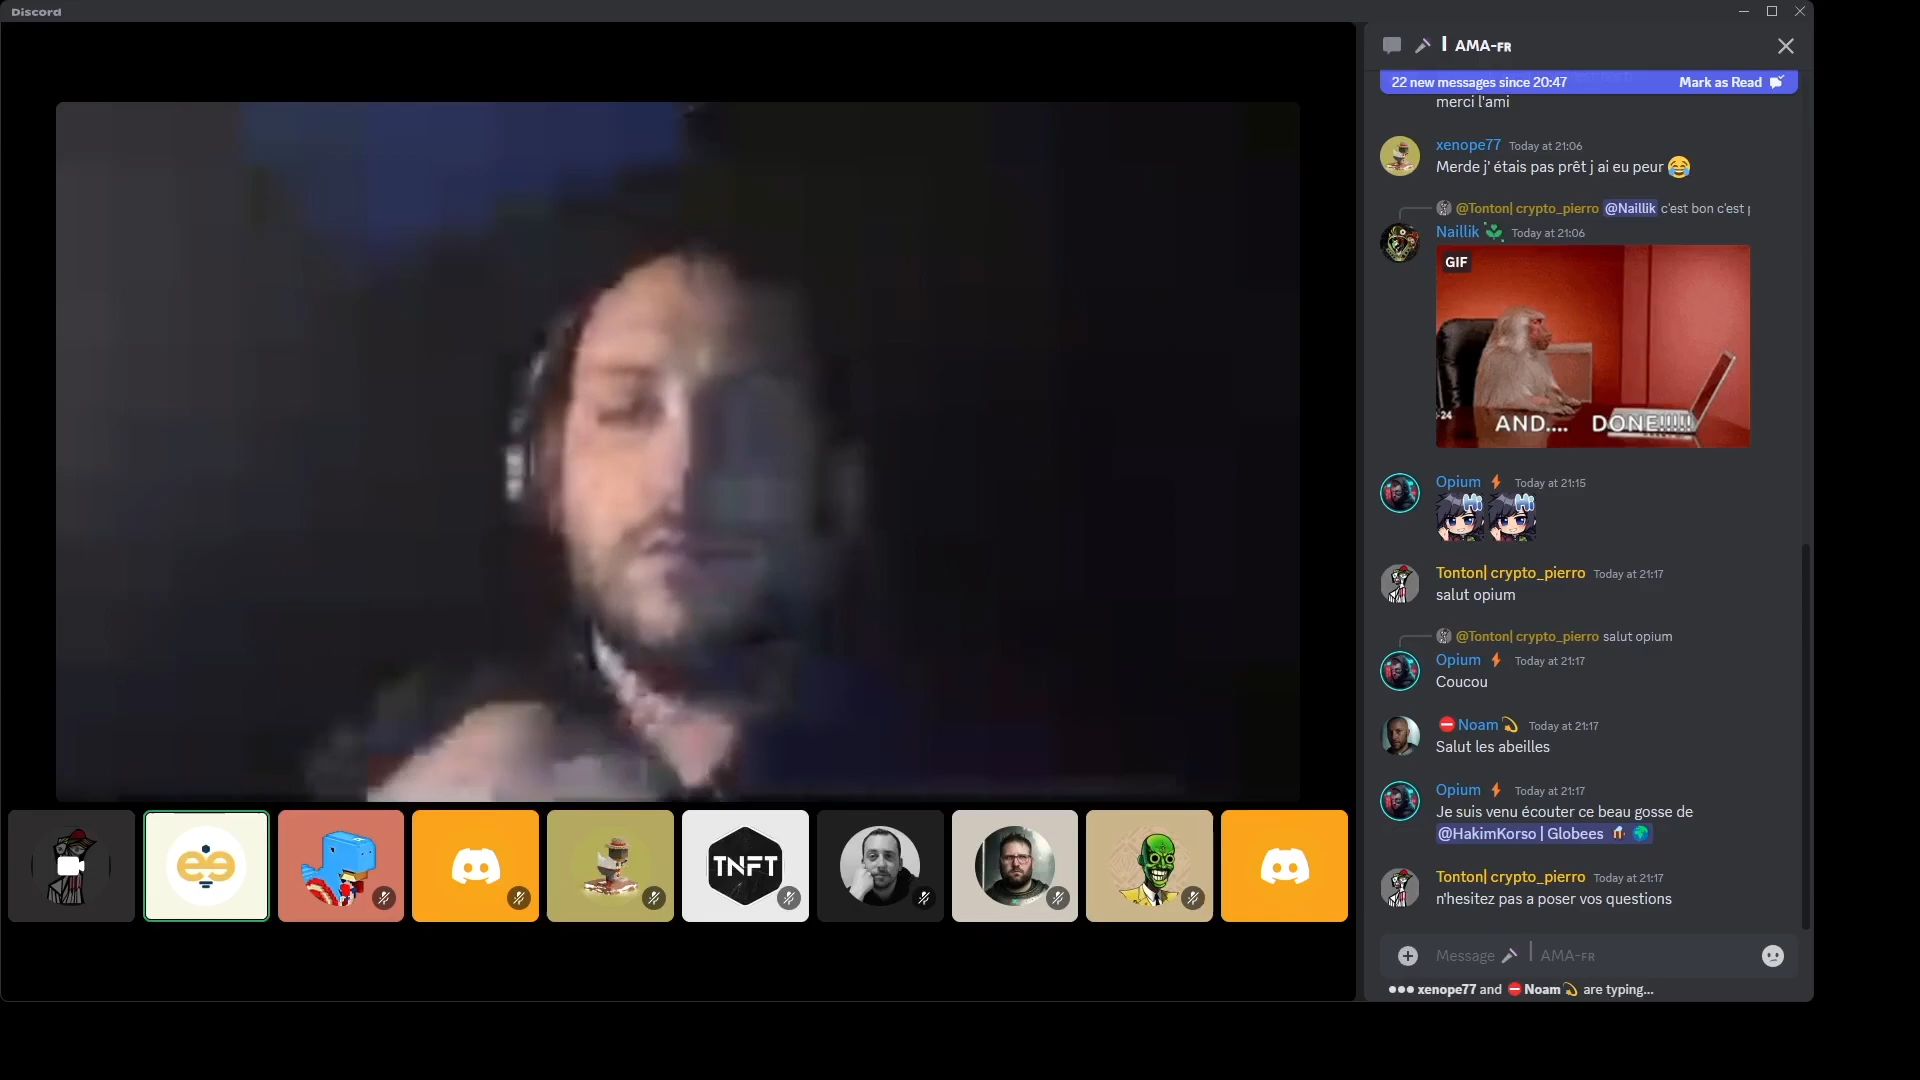 Discord
AMA-FR
22 new messages since 20:47 Mark as Read
merci l'ami
xenope77 Today at 21:06
Merde j' étais pas prêt j ai eu peur 😂
@Tonton| crypto_pierro @Naillik c'est bon c'est
Naillik Today at 21:06
GIF
AND.... DONE!!!!!
Opium Today at 21:15
Hi Hi
Tonton| crypto_pierro Today at 21:17
salut opium
@Tonton| crypto_pierro salut opium
Opium Today at 21:17
Coucou
⛔Noam💫 Today at 21:17
Salut les abeilles
Opium Today at 21:17
Je suis venu écouter ce beau gosse de
@HakimKorso | Globees
Tonton| crypto_pierro Today at 21:17
n'hesitez pas a poser vos questions
TNFT
Message AMA-FR
xenope77 and ⛔Noam💫 are typing...